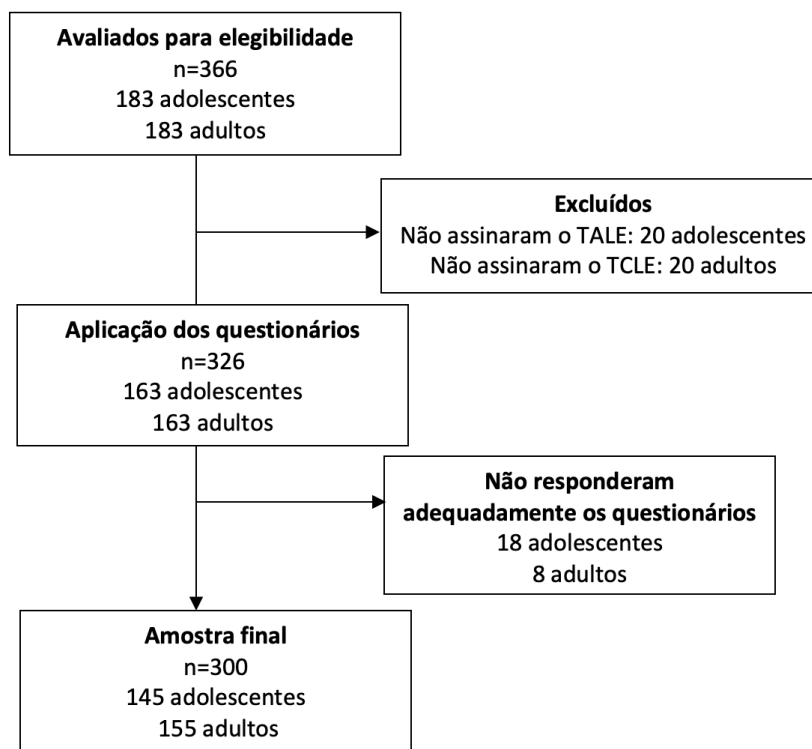 Avaliados para elegibilidade
n=366
183 adolescentes
183 adultos
Excluídos
Não assinaram o TALE: 20 adolescentes
Não assinaram o TCLE: 20 adultos
Aplicação dos questionários
n=326
163 adolescentes
163 adultos
Não responderam
adequadamente os questionários
18 adolescentes
8 adultos
Amostra final
n=300
145 adolescentes
155 adultos